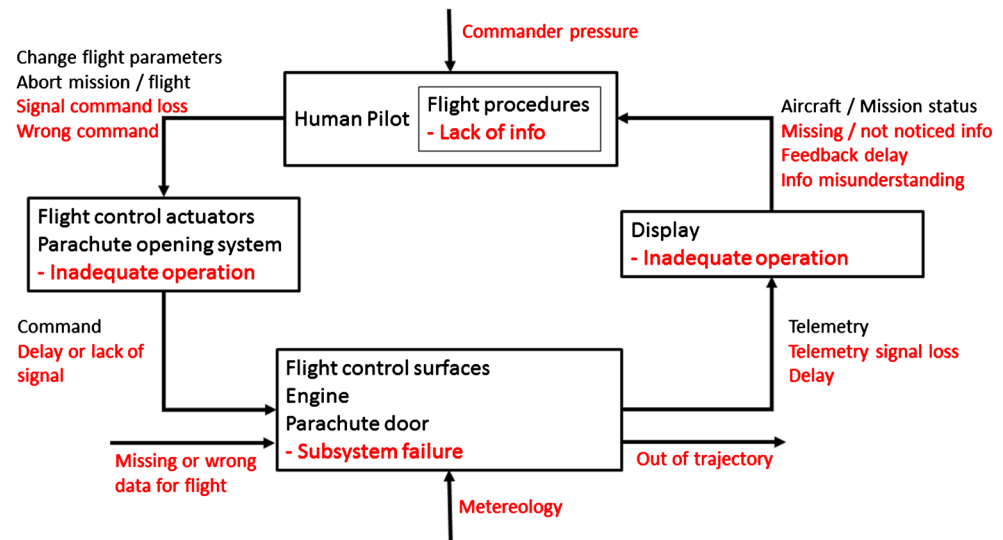 Commander pressure
Change flight parameters
Abort mission / flight
Signal command loss
Wrong command
Human Pilot
Flight procedures
- Lack of info
Aircraft / Mission status
Missing / not noticed info
Feedback delay
Info misunderstanding
Flight control actuators
Parachute opening system
- Inadequate operation
Display
- Inadequate operation
Command
Delay or lack of
signal
Telemetry
Telemetry signal loss
Delay
Flight control surfaces
Engine
Parachute door
- Subsystem failure
Missing or wrong
data for flight
Out of trajectory
Metereology